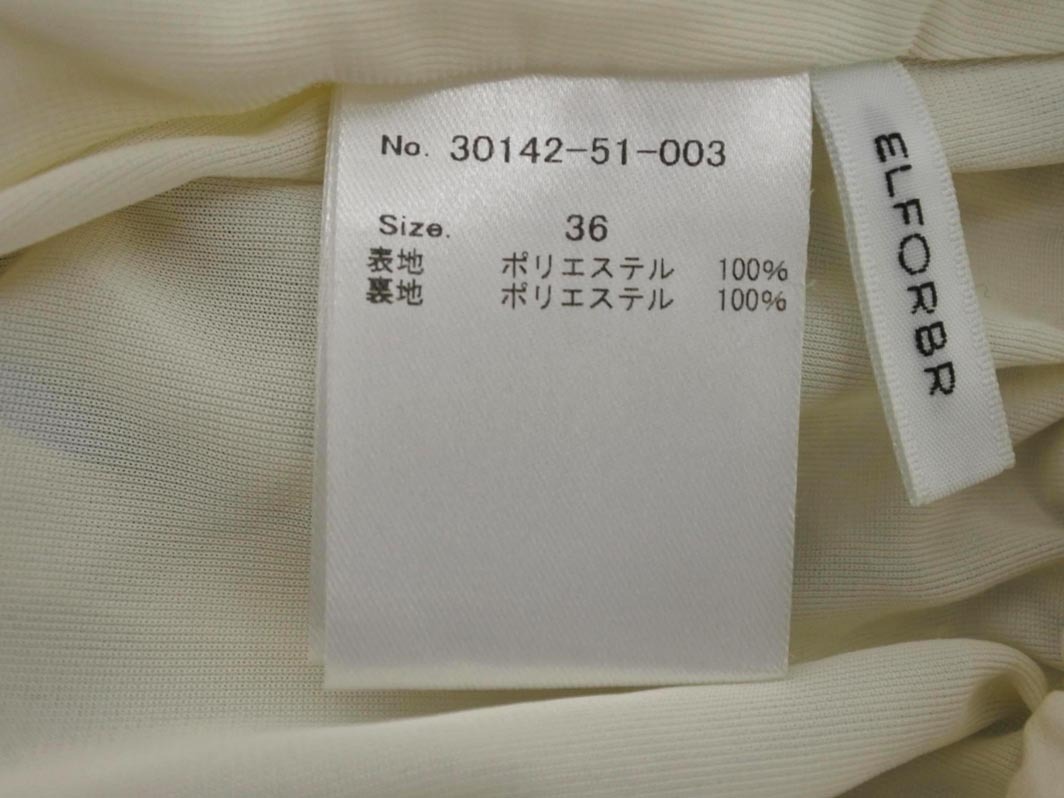 No. 30142-51-003
Size. 36
表地 ポリエステル 100%
裏地 ポリエステル 100%
ELFORBR